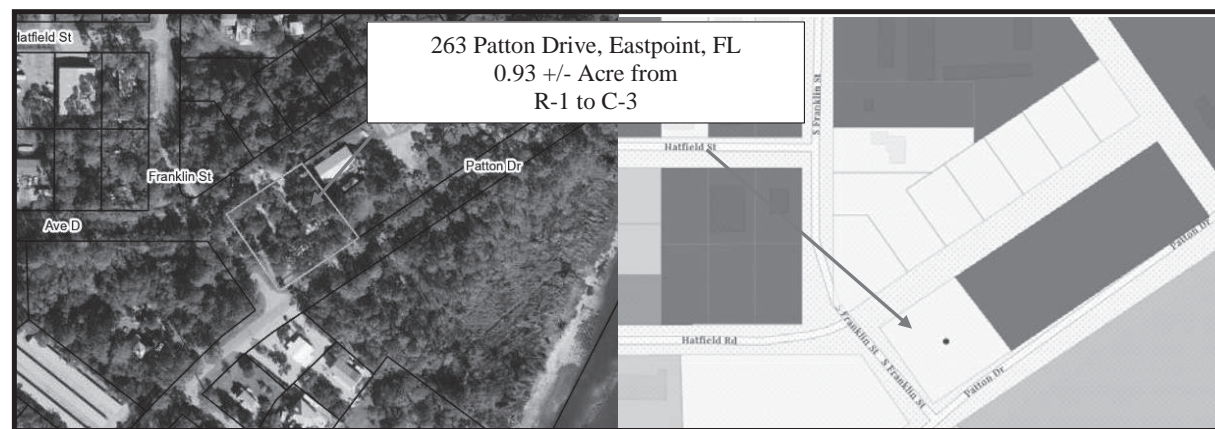 263 Patton Drive, Eastpoint, FL
0.93 +/- Acre from
R-1 to C-3
Hatfield St
Franklin St
Patton Dr
Ave D
S Franklin St
Hatfield St
Patton Dr
Hatfield Rd
S Franklin St
S Franklin St
Patton Dr